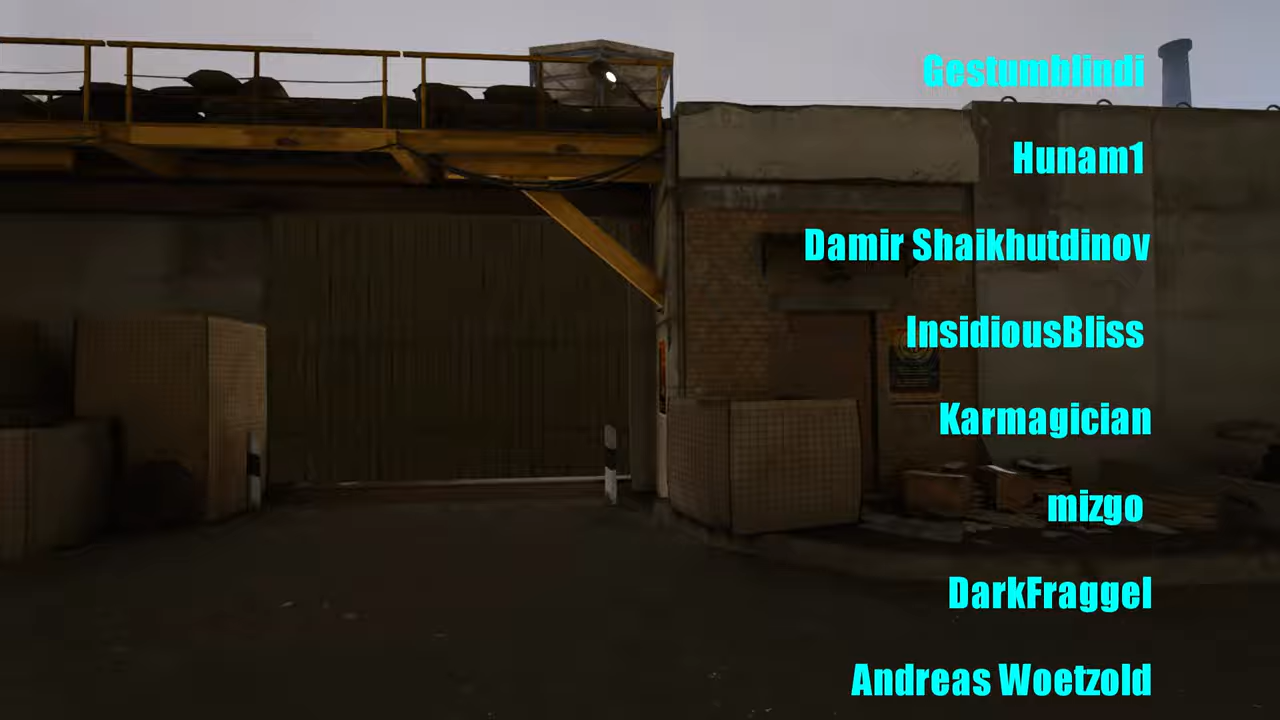 Gestumblindi
Hunam1
Damir Shaikhutdinov
InsidiousBliss
Karmagician
mizgo
DarkFraggel
Andreas Woetzold